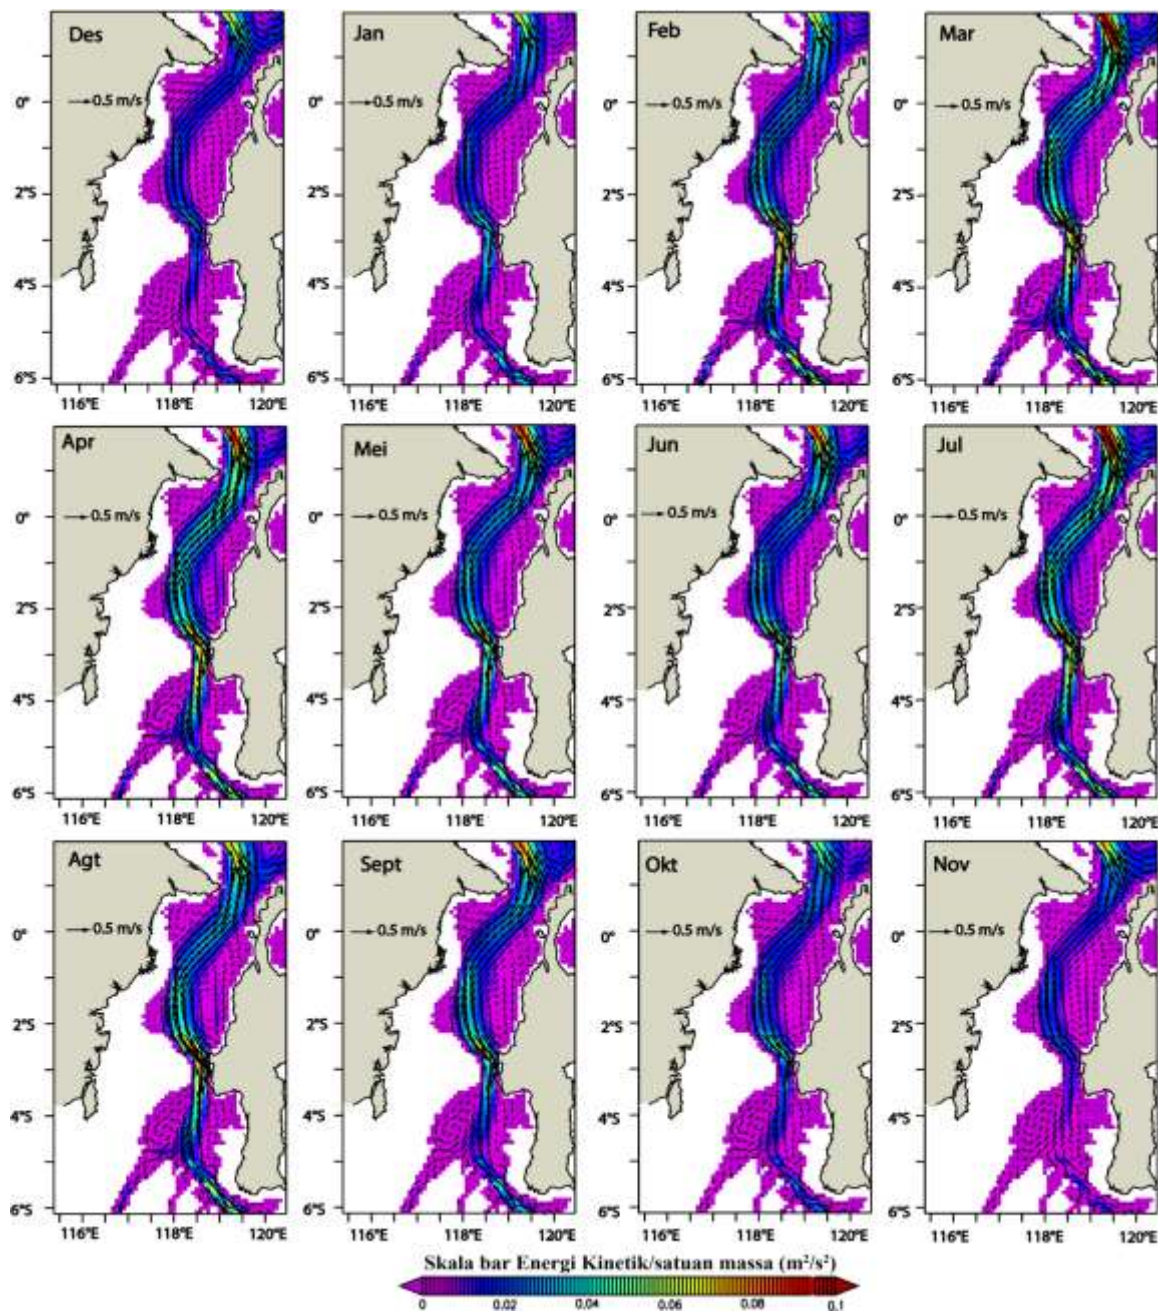 Des Jan Feb Mar
0° 0.5 m/s 0° 0.5 m/s 0° 0.5 m/s 0° 0.5 m/s
2°S 2°S 2°S 2°S
4°S 4°S 4°S 4°S
6°S 6°S 6°S 6°S
116°E 118°E 120°E 116°E 118°E 120°E 116°E 118°E 120°E 116°E 118°E 120°E
Apr Mei Jun Jul
0° 0.5 m/s 0° 0.5 m/s 0° 0.5 m/s 0° 0.5 m/s
2°S 2°S 2°S 2°S
4°S 4°S 4°S 4°S
6°S 6°S 6°S 6°S
116°E 118°E 120°E 116°E 118°E 120°E 116°E 118°E 120°E 116°E 118°E 120°E
Agt Sept Okt Nov
0° 0.5 m/s 0° 0.5 m/s 0° 0.5 m/s 0° 0.5 m/s
2°S 2°S 2°S 2°S
4°S 4°S 4°S 4°S
6°S 6°S 6°S 6°S
116°E 118°E 120°E 116°E 118°E 120°E 116°E 118°E 120°E 116°E 118°E 120°E
Skala bar Energi Kinetik/satuan massa (m²/s²)
0 0.02 0.04 0.06 0.08 0.1